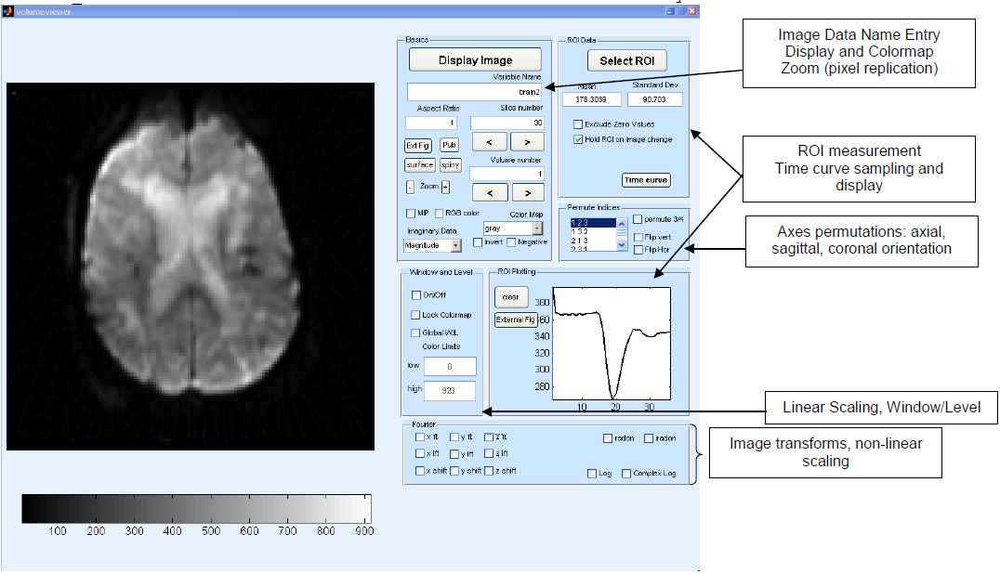 volumeviewer
Basics
Display Image
Variable Name
brain2
Aspect Ratio
Slice number
1
30
Ext Fig
Pub
<
>
surface
spiny
Volume number
1
-
Zoom
+
<
>
MIP
RGB color
Color Map
Imaginary Data
gray
Magnitude
Invert
Negative
ROI Data
Select ROI
Mean
Standard Dev.
378.3039
90.703
Exclude Zero Values
Hold ROI on image change
Time curve
Permute Indices
1 2 3
1 3 2
2 1 3
2 3 1
permute 3/4
Flip vert
Flip Hor
Window and Level
On/Off
Lock Colormap
Global W/L
Color Limits
low
0
high
923
ROI Plotting
clear
External Fig
380
360
340
320
300
280
10
20
30
Fourier
x ft
y ft
z ft
x ift
y ift
z ift
x shift
y shift
z shift
radon
iradon
Log
Complex Log
100
200
300
400
500
600
700
800
900
Image Data Name Entry
Display and Colormap
Zoom (pixel replication)
ROI measurement
Time curve sampling and
display
Axes permutations: axial,
sagittal, coronal orientation
Linear Scaling, Window/Level
Image transforms, non-linear
scaling